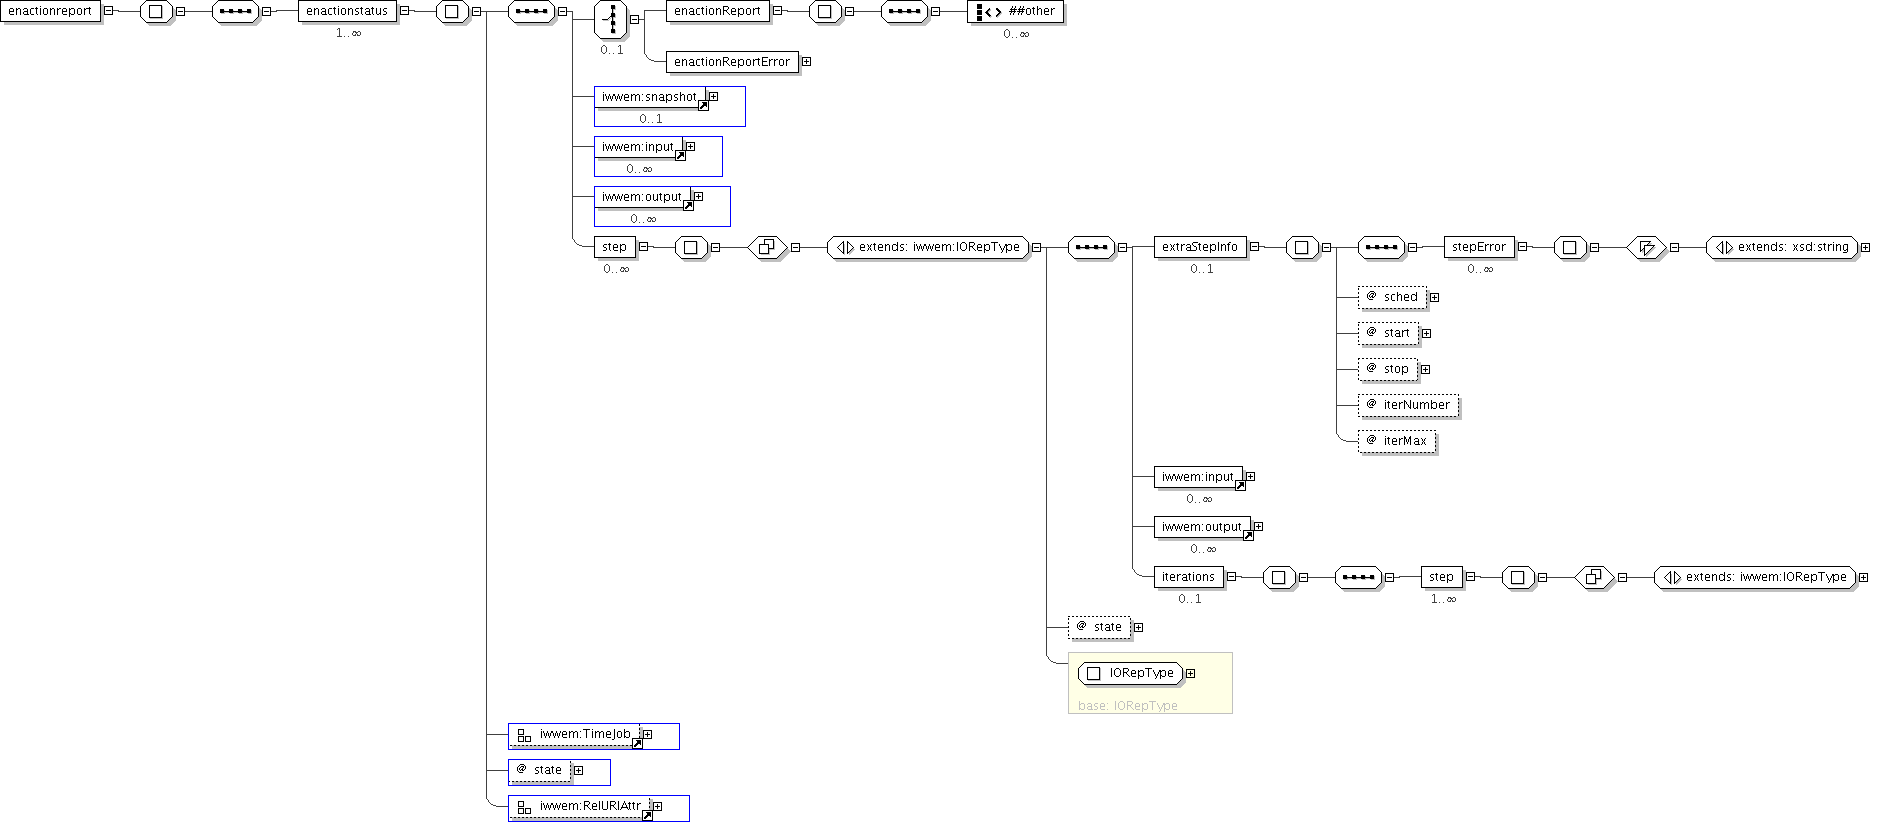 enactionreport
enactionstatus
1..∞
0..1
enactionReport
##other
0..∞
enactionReportError
iwwem:snapshot
0..1
iwwem:input
0..∞
iwwem:output
0..∞
step
0..∞
extends: iwwem:IORepType
extraStepInfo
0..1
stepError
0..∞
extends: xsd:string
@ sched
@ start
@ stop
@ iterNumber
@ iterMax
iwwem:input
0..∞
iwwem:output
0..∞
iterations
0..1
step
1..∞
extends: iwwem:IORepType
@ state
IORepType
base: IORepType
iwwem:TimeJob
@ state
iwwem:RelURIAttr